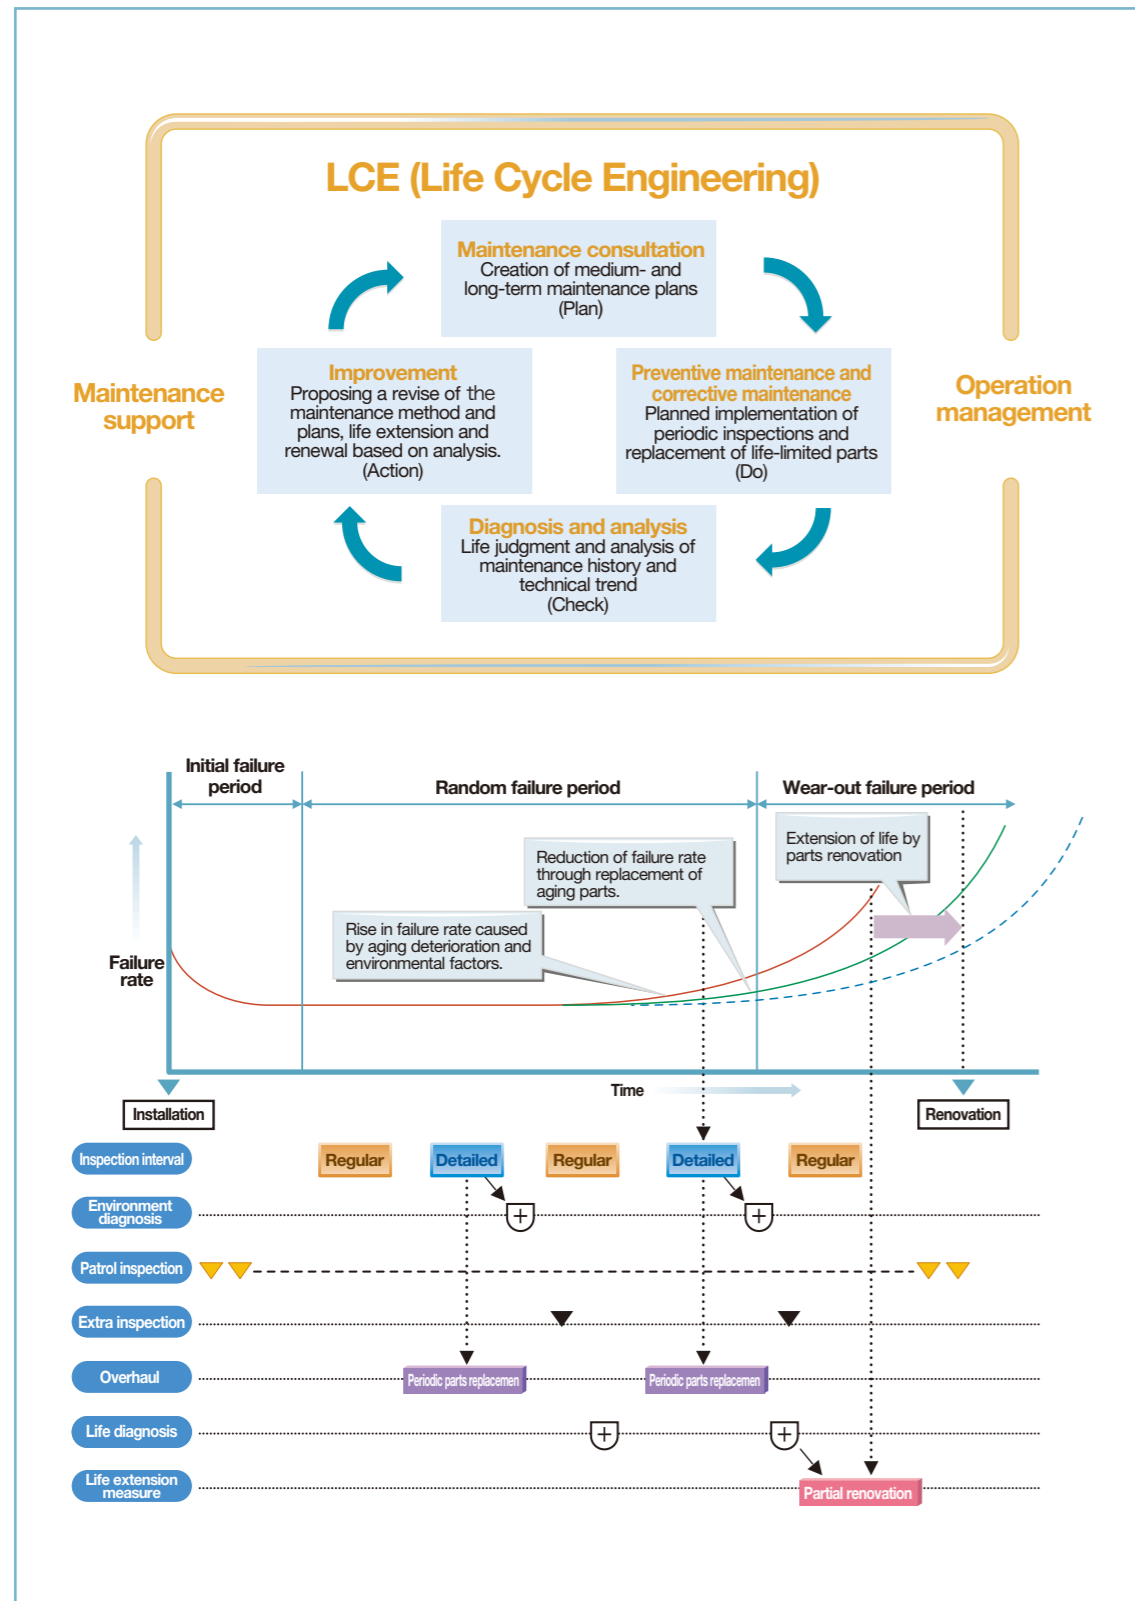 LCE (Life Cycle Engineering)
Maintenance consultation
Creation of medium- and
long-term maintenance plans
(Plan)
Improvement
Proposing a revise of the
maintenance method and
plans, life extension and
renewal based on analysis.
(Action)
Preventive maintenance and
corrective maintenance
Planned implementation of
periodic inspections and
replacement of life-limited parts
(Do)
Maintenance
support
Operation
management
Diagnosis and analysis
Life judgment and analysis of
maintenance history and
technical trend
(Check)
Initial failure
period
Random failure period
Wear-out failure period
Extension of life by
parts renovation
Reduction of failure rate
through replacement of
aging parts.
Rise in failure rate caused
by aging deterioration and
environmental factors.
Failure
rate
Time
Installation
Renovation
Inspection interval
Regular
Detailed
Regular
Detailed
Regular
Environment
diagnosis
Patrol inspection
Extra inspection
Overhaul
Periodic parts replacemen
Periodic parts replacemen
Life diagnosis
Life extension
measure
Partial renovation